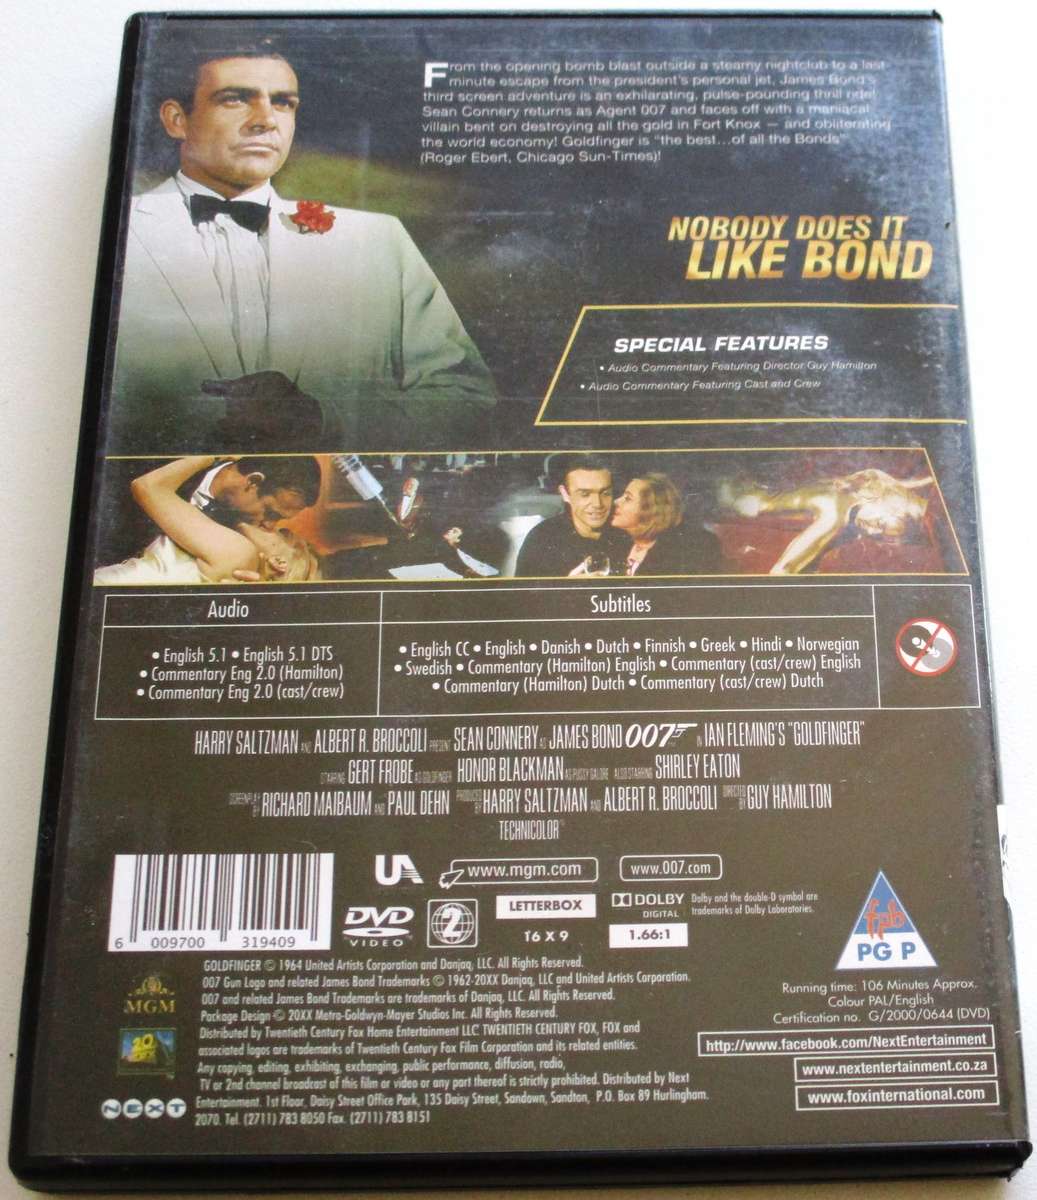 From the opening bomb blast outside a steamy nightclub to a last-
minute escape from the president's personal jet, James Bond's
third screen adventure is an exhilarating, pulse-pounding thrill ride!
Sean Connery returns as Agent 007 and faces off with a maniacal
villain bent on destroying all the gold in Fort Knox — and obliterating
the world economy! Goldfinger is "the best...of all the Bonds"
(Roger Ebert, Chicago Sun-Times)!
NOBODY DOES IT
LIKE BOND
SPECIAL FEATURES
• Audio Commentary Featuring Director Guy Hamilton
• Audio Commentary Featuring Cast and Crew
Audio
• English 5.1 • English 5.1 DTS
• Commentary Eng 2.0 (Hamilton)
• Commentary Eng 2.0 (cast/crew)
Subtitles
• English CC • English • Danish • Dutch • Finnish • Greek • Hindi • Norwegian
• Swedish • Commentary (Hamilton) English • Commentary (cast/crew) English
• Commentary (Hamilton) Dutch • Commentary (cast/crew) Dutch
HARRY SALTZMAN AND ALBERT R. BROCCOLI PRESENT SEAN CONNERY AS JAMES BOND 007 IN IAN FLEMING'S "GOLDFINGER"
STARRING GERT FROBE AS GOLDFINGER HONOR BLACKMAN AS PUSSY GALORE ALSO STARRING SHIRLEY EATON
SCREENPLAY BY RICHARD MAIBAUM AND PAUL DEHN PRODUCED BY HARRY SALTZMAN AND ALBERT R. BROCCOLI DIRECTED BY GUY HAMILTON
TECHNICOLOR
6 009700 319409
UA
www.mgm.com
www.007.com
DVD
VIDEO
2
LETTERBOX
16 X 9
DOLBY
DIGITAL
1.66:1
Dolby and the double-D symbol are
trademarks of Dolby Laboratories.
fpb
PG P
Running time: 106 Minutes Approx.
Colour PAL/English
Certification no. G/2000/0644 (DVD)
MGM
20
FOX
NEXT
GOLDFINGER © 1964 United Artists Corporation and Danjaq, LLC. All Rights Reserved.
007 Gun Logo and related James Bond Trademarks © 1962-20XX Danjaq, LLC and United Artists Corporation.
007 and related James Bond Trademarks are trademarks of Danjaq, LLC. All Rights Reserved.
Package Design © 20XX Metro-Goldwyn-Mayer Studios Inc. All Rights Reserved.
Distributed by Twentieth Century Fox Home Entertainment LLC TWENTIETH CENTURY FOX, FOX and
associated logos are trademarks of Twentieth Century Fox Film Corporation and its related entities.
Any copying, editing, exhibiting, exchanging, public performance, diffusion, radio,
TV or 2nd channel broadcast of this film or video or any part thereof is strictly prohibited. Distributed by Next
Entertainment. 1st Floor, Daisy Street Office Park, 135 Daisy Street, Sandown, Sandton, P.O. Box 89 Hurlingham.
2070. Tel. (2711) 783 8050 Fax. (2711) 783 8151
http://www.facebook.com/NextEntertainment
www.nextentertainment.co.za
www.foxinternational.com